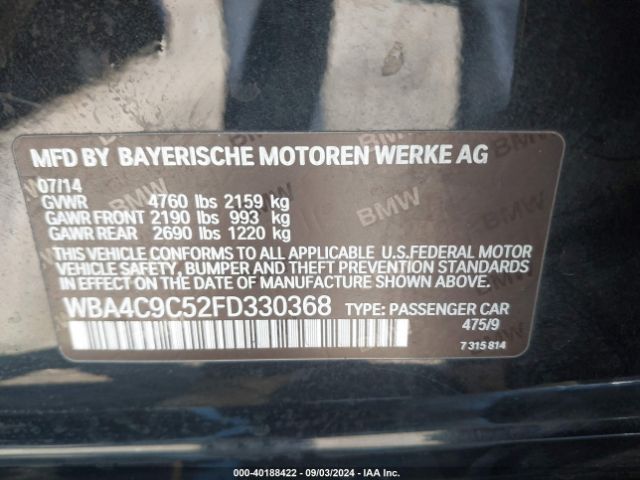 MFD BY BAYERISCHE MOTOREN WERKE AG
07/14
GVWR 4760 lbs 2159 kg
GAWR FRONT 2190 lbs 993 kg
GAWR REAR 2690 lbs 1220 kg
THIS VEHICLE CONFORMS TO ALL APPLICABLE U.S.FEDERAL MOTOR
VEHICLE SAFETY, BUMPER AND THEFT PREVENTION STANDARDS
IN EFFECT ON THE DATE OF MANUFACTURE SHOWN ABOVE.
WBA4C9C52FD330368 TYPE: PASSENGER CAR
475/9
7 315 814
BMW
BMW
000-40188422 - 09/03/2024 - IAA Inc.